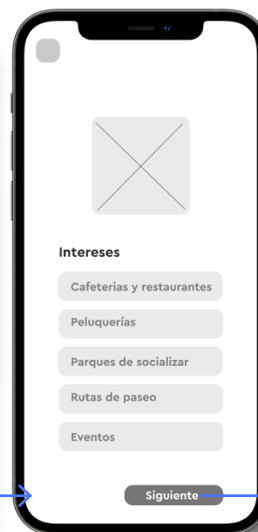 Intereses
Cafeterias y restaurantes
Peluquerías
Parques de socializar
Rutas de paseo
Eventos
Siguiente